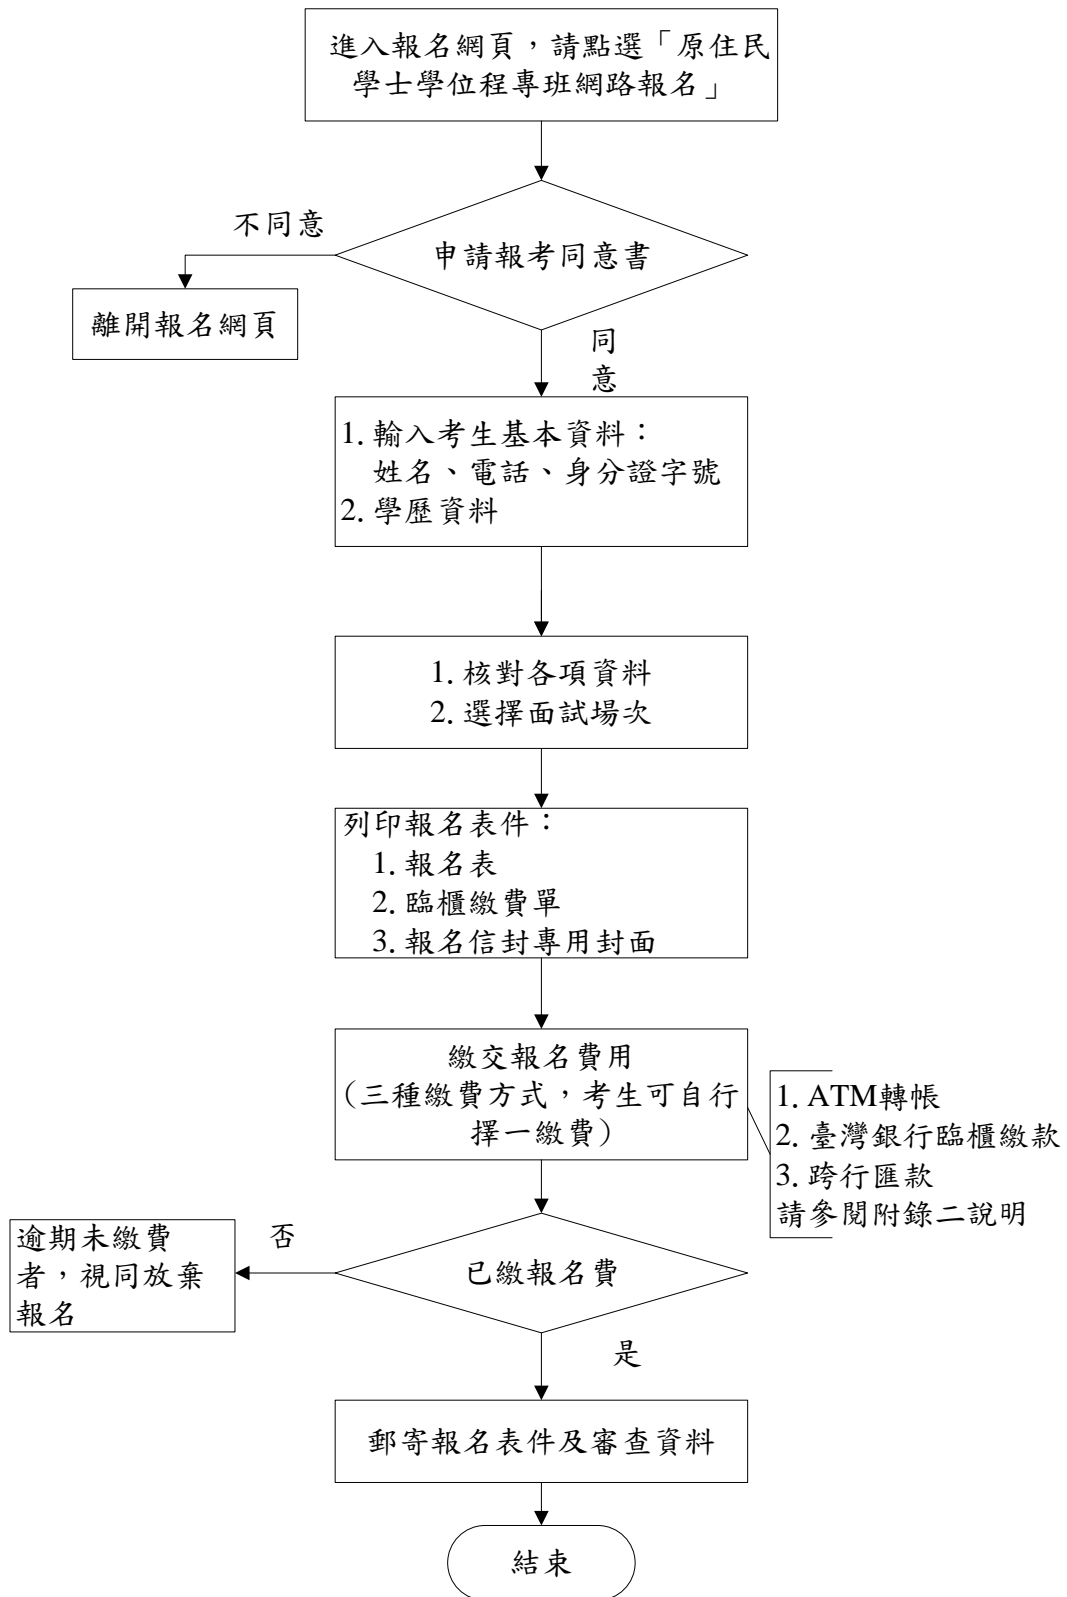 進入報名網頁，請點選「原住民
學士學位程專班網路報名」
不同意
申請報考同意書
離開報名網頁
同
意
1. 輸入考生基本資料：
姓名、電話、身分證字號
2. 學歷資料
1. 核對各項資料
2. 選擇面試場次
列印報名表件：
1. 報名表
2. 臨櫃繳費單
3. 報名信封專用封面
繳交報名費用
（三種繳費方式，考生可自行
擇一繳費）
1. ATM轉帳
2. 臺灣銀行臨櫃繳款
3. 跨行匯款
請參閱附錄二說明
逾期未繳費
者，視同放棄
報名
否
已繳報名費
是
郵寄報名表件及審查資料
結束